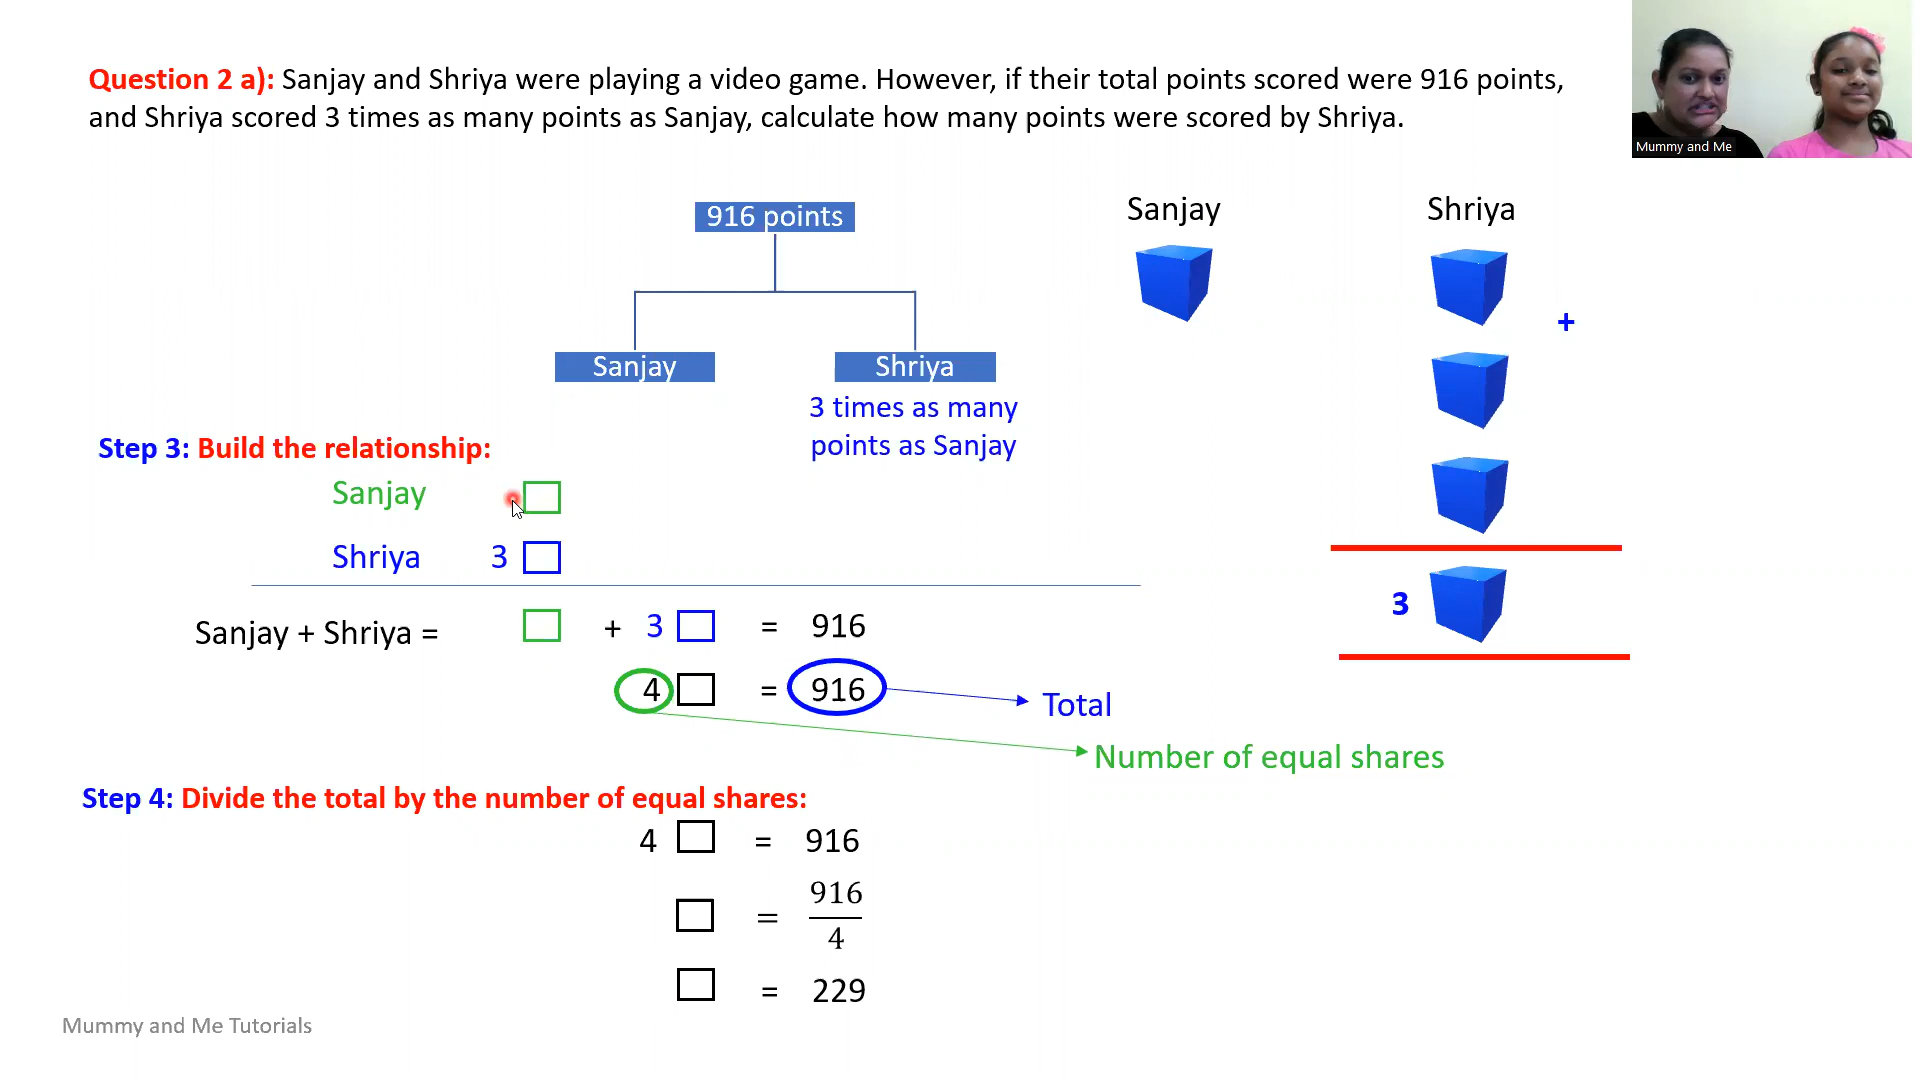 Question 2 a): Sanjay and Shriya were playing a video game. However, if their total points scored were 916 points,
and Shriya scored 3 times as many points as Sanjay, calculate how many points were scored by Shriya.
Mummy and Me
916 points
Sanjay
Shriya
3 times as many
points as Sanjay
Sanjay
Shriya
+
3
Step 3: Build the relationship:
Sanjay
Shriya 3
Sanjay + Shriya = + 3 = 916
4 = 916
Total
Number of equal shares
Step 4: Divide the total by the number of equal shares:
4 = 916
= 916/4
= 229
Mummy and Me Tutorials